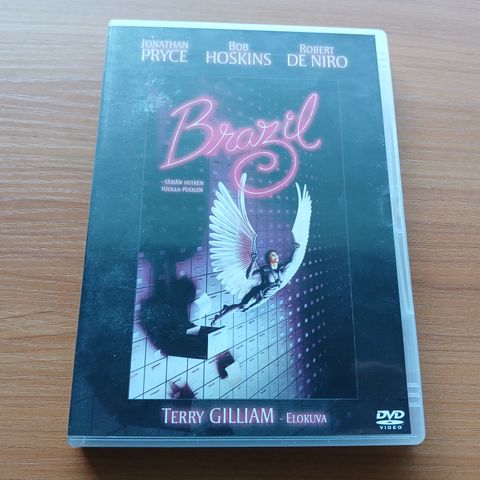 JONATHAN PRYCE
BOB HOSKINS
ROBERT DE NIRO
Brazil
-TÄMÄN HETKEN
TUOLLA PUOLEN
TERRY GILLIAM - ELOKUVA
DVD
VIDEO